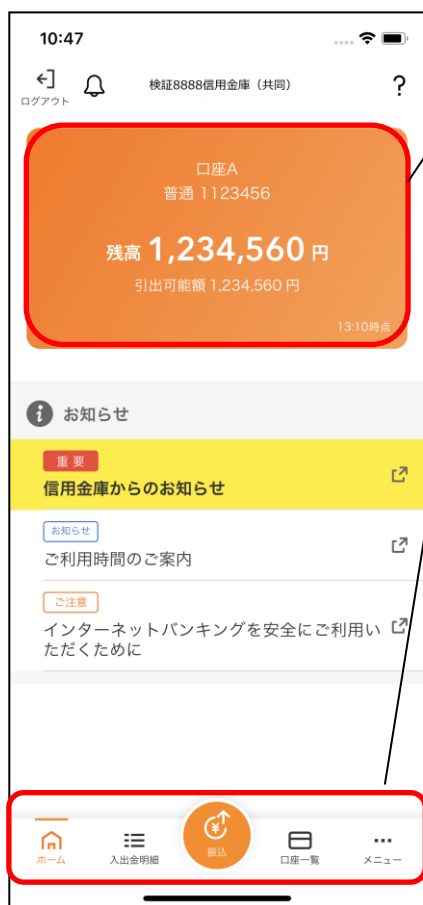 10:47
ログアウト
検証8888信用金庫（共同）
?
口座A
普通 1123456
残高 1,234,560 円
引出可能額 1,234,560 円
13:10時点
お知らせ
重要
信用金庫からのお知らせ
お知らせ
ご利用時間のご案内
ご注意
インターネットバンキングを安全にご利用い
ただくために
ホーム
入出金明細
振込
口座一覧
メニュー